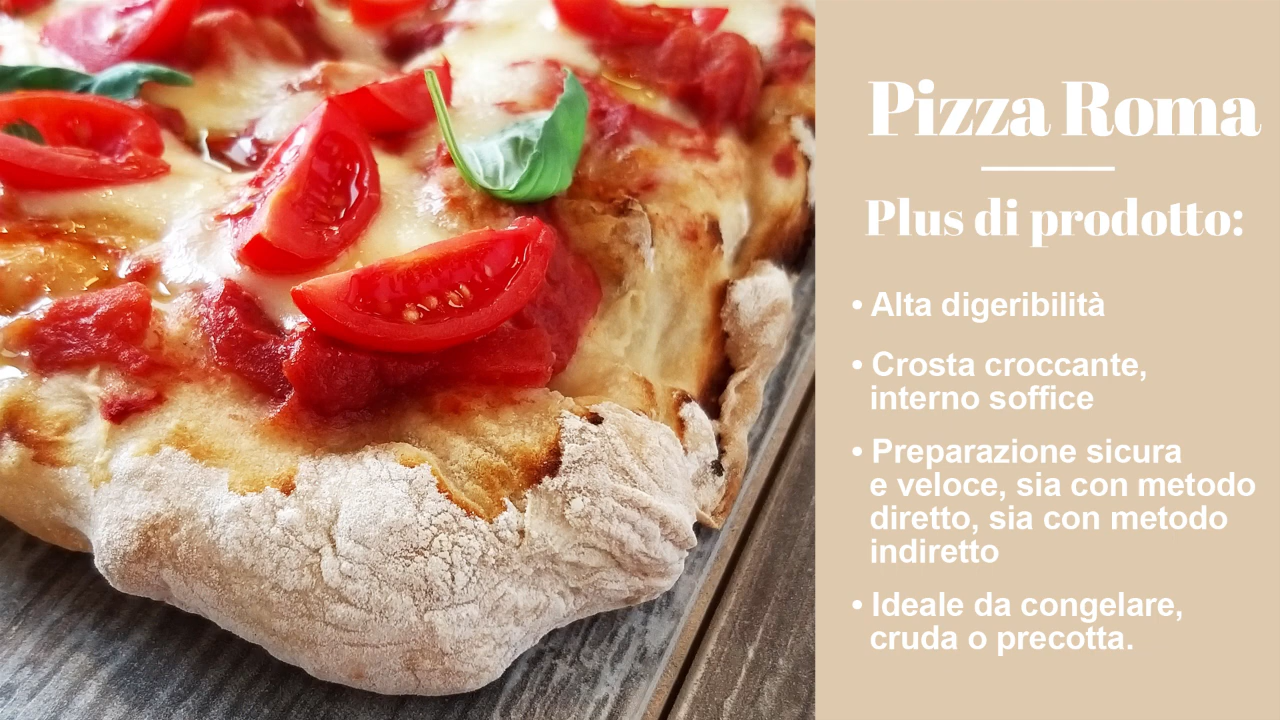 Pizza Roma
Plus di prodotto:
• Alta digeribilità
• Crosta croccante,
interno soffice
• Preparazione sicura
e veloce, sia con metodo
diretto, sia con metodo
indiretto
• Ideale da congelare,
cruda o precotta.